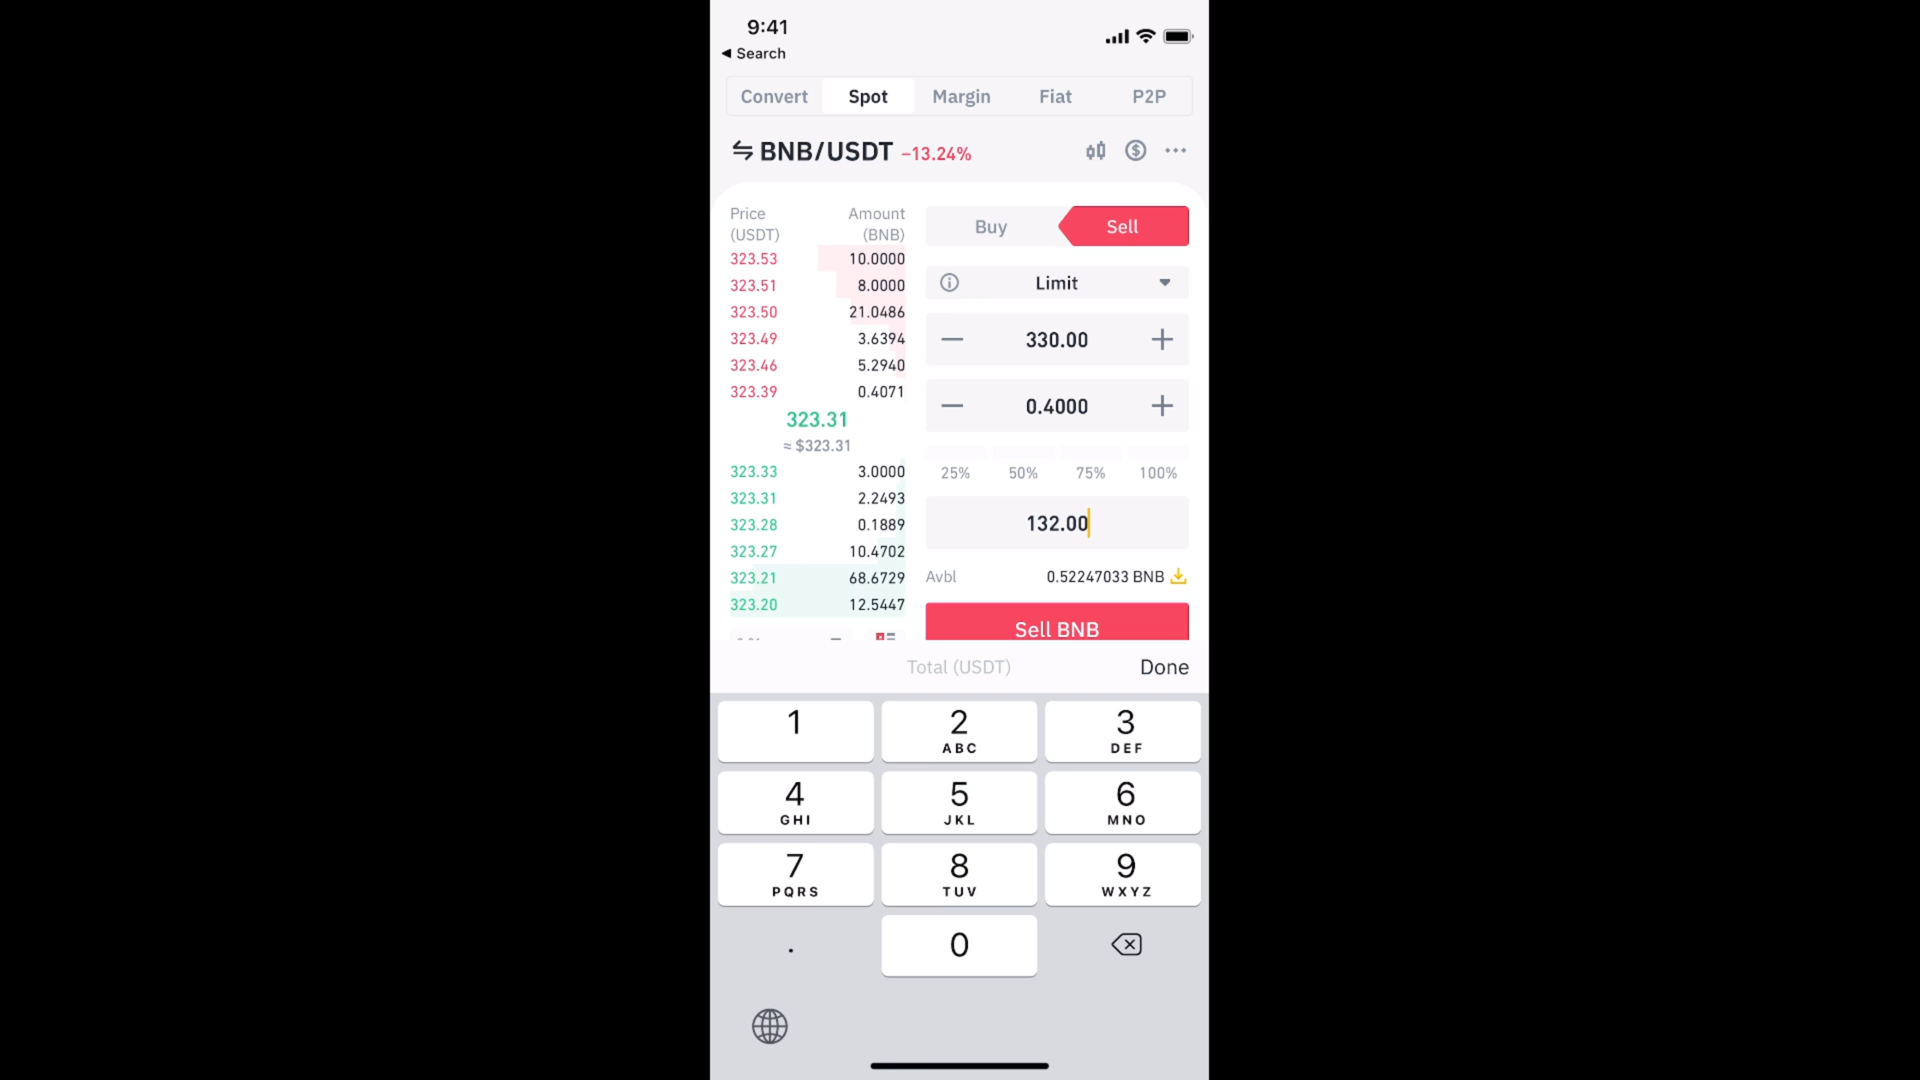 9:41
◀ Search
Convert Spot Margin Fiat P2P
BNB/USDT −13.24%
Price Amount
(USDT) (BNB)
323.53 10.0000
323.51 8.0000
323.50 21.0486
323.49 3.6394
323.46 5.2940
323.39 0.4071
323.31
≈ $323.31
323.33 3.0000
323.31 2.2493
323.28 0.1889
323.27 10.4702
323.21 68.6729
323.20 12.5447
Buy Sell
Limit
— 330.00 +
— 0.4000 +
25% 50% 75% 100%
132.00
Avbl 0.52247033 BNB
Sell BNB
Total (USDT) Done
1 2 3
ABC DEF
4 5 6
GHI JKL MNO
7 8 9
PQRS TUV WXYZ
. 0